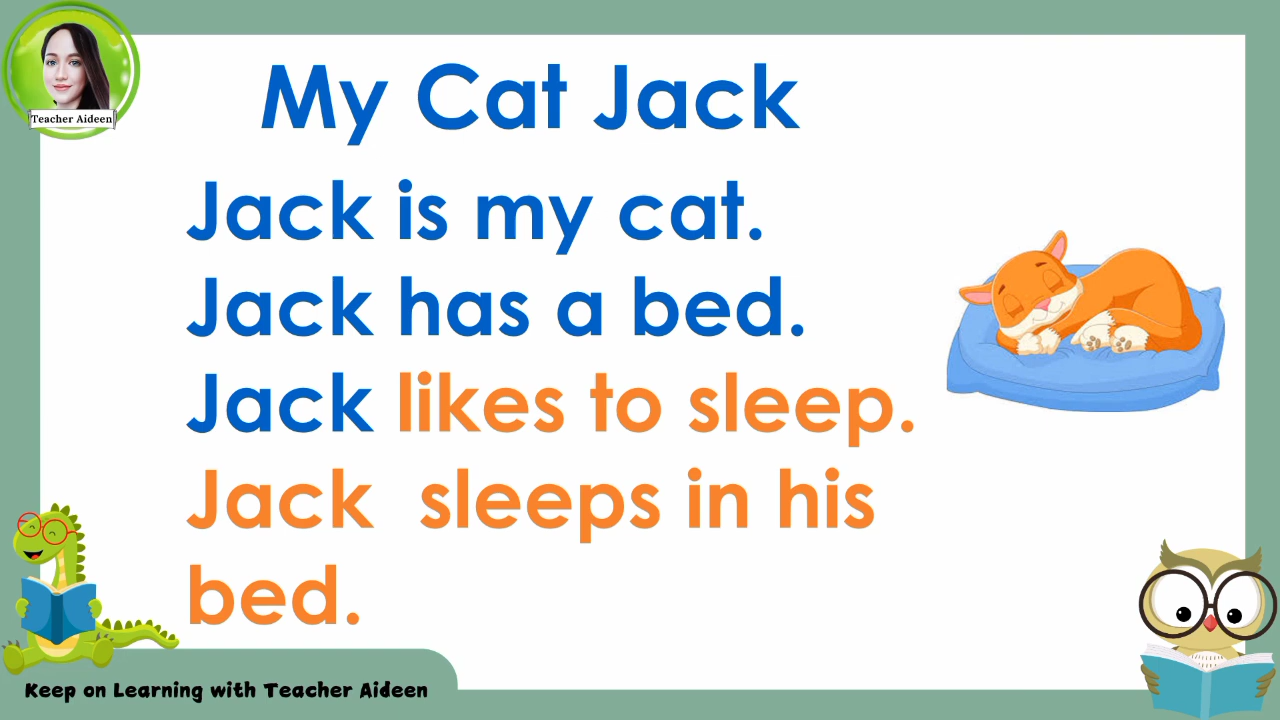 Teacher Aideen
My Cat Jack
Jack is my cat.
Jack has a bed.
Jack likes to sleep.
Jack  sleeps in his
bed.
Keep on Learning with Teacher Aideen